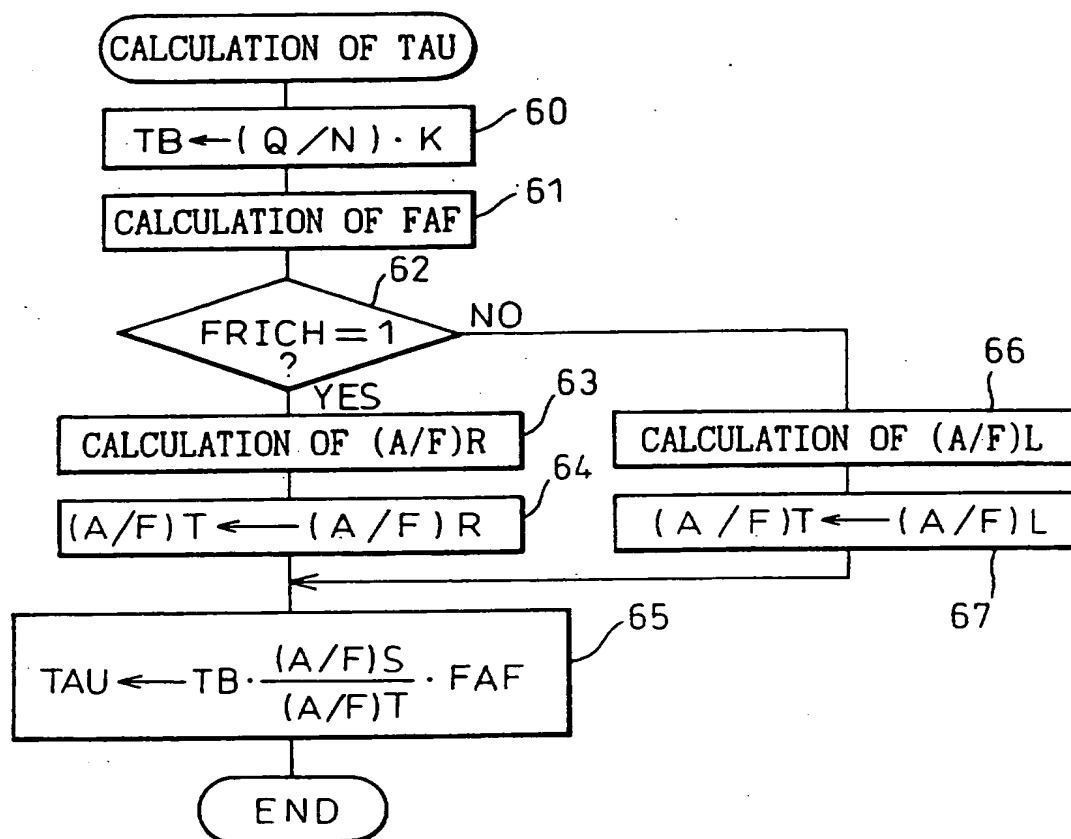 CALCULATION OF TAU
60
TB←(Q/N)·K
61
CALCULATION OF FAF
62
FRICH=1
?
NO
YES
63
CALCULATION OF (A/F)R
64
(A/F)T←(A/F)R
66
CALCULATION OF (A/F)L
(A/F)T←(A/F)L
67
65
TAU←TB·(A/F)S/(A/F)T·FAF
END